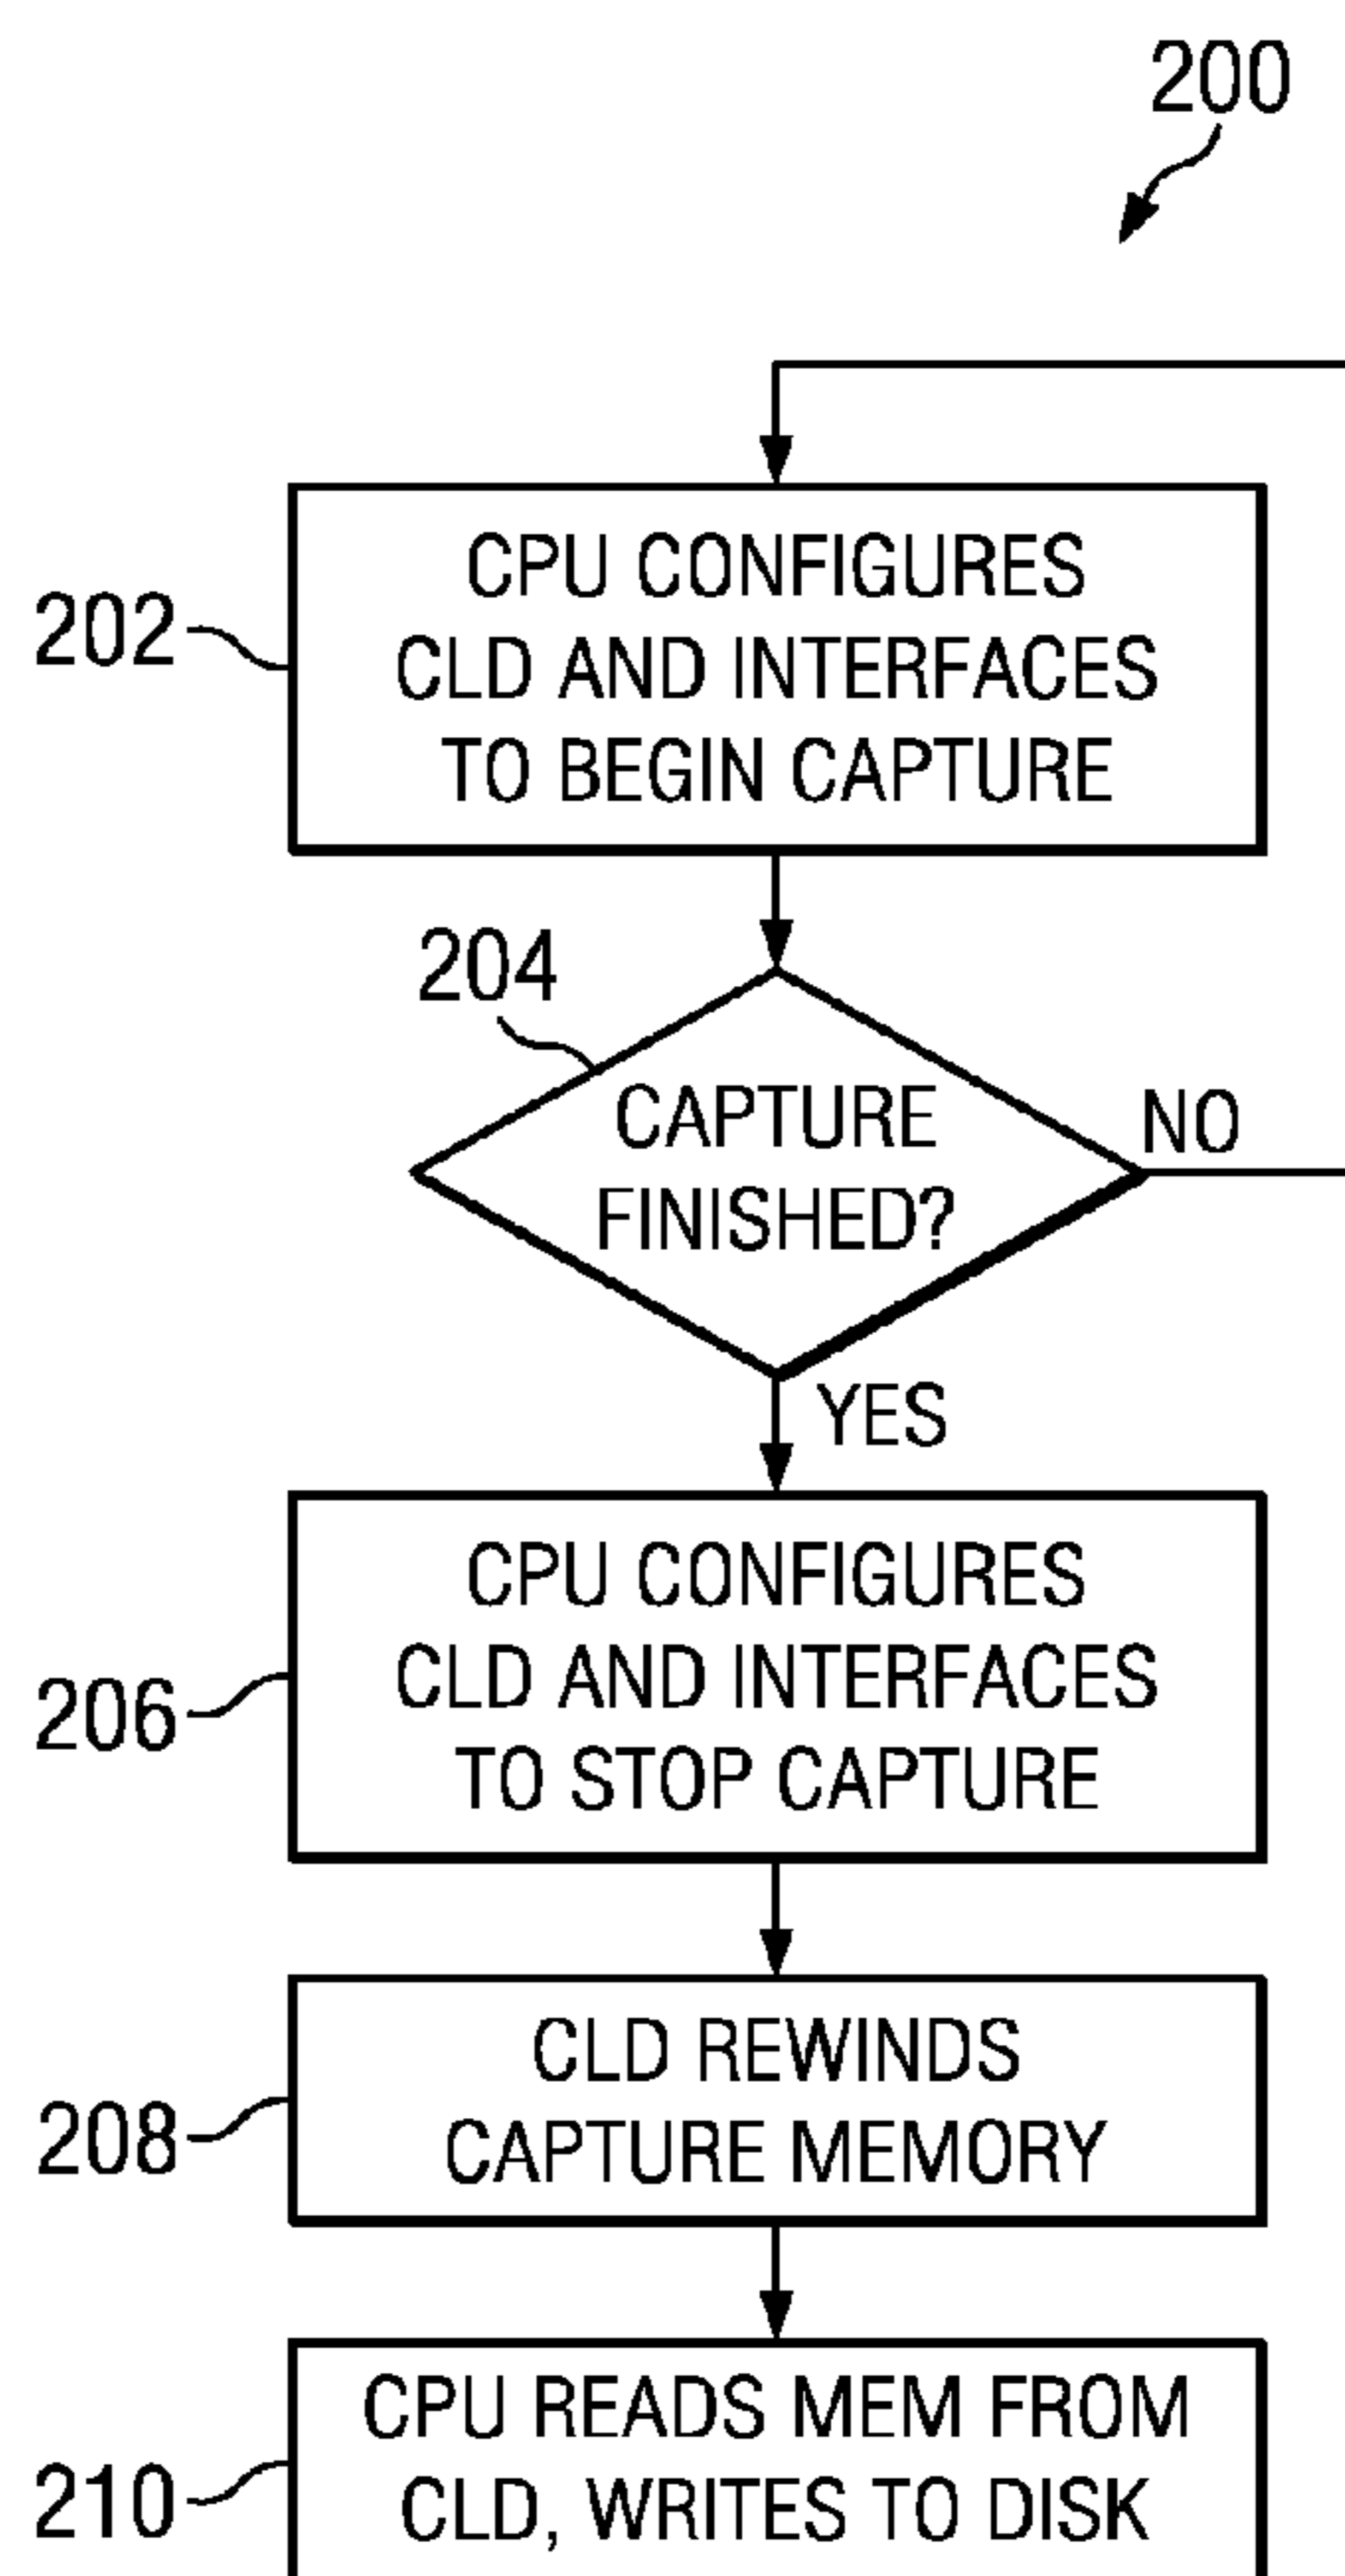 200
202
CPU CONFIGURES
CLD AND INTERFACES
TO BEGIN CAPTURE
204
CAPTURE
FINISHED?
NO
YES
206
CPU CONFIGURES
CLD AND INTERFACES
TO STOP CAPTURE
208
CLD REWINDS
CAPTURE MEMORY
210
CPU READS MEM FROM
CLD, WRITES TO DISK